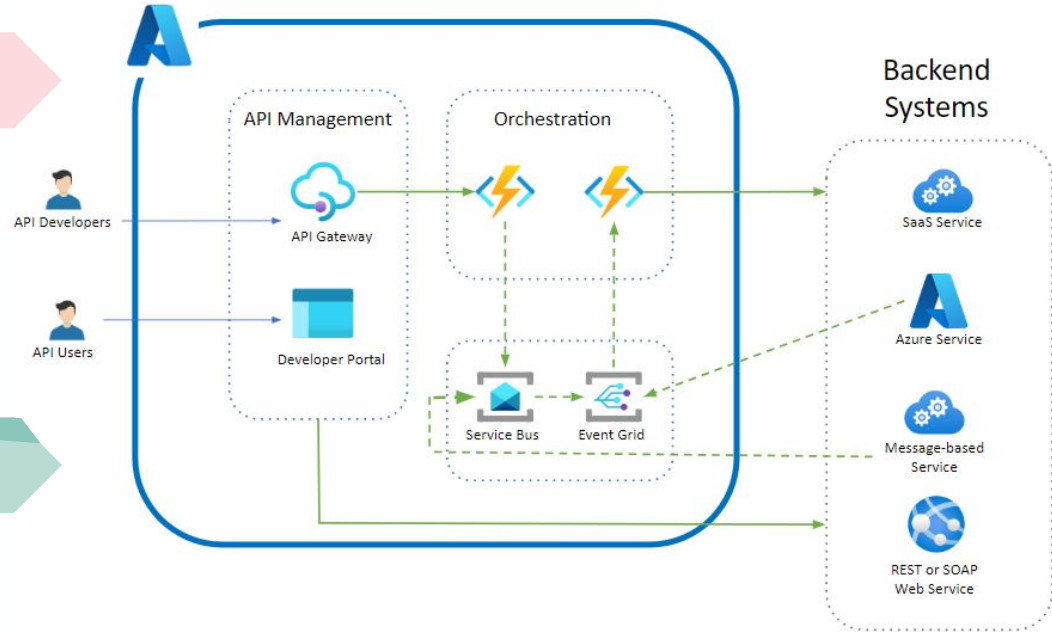 Backend
Systems
API Management
Orchestration
API Developers
API Gateway
SaaS Service
API Users
Developer Portal
Azure Service
Service Bus
Event Grid
Message-based
Service
REST or SOAP
Web Service